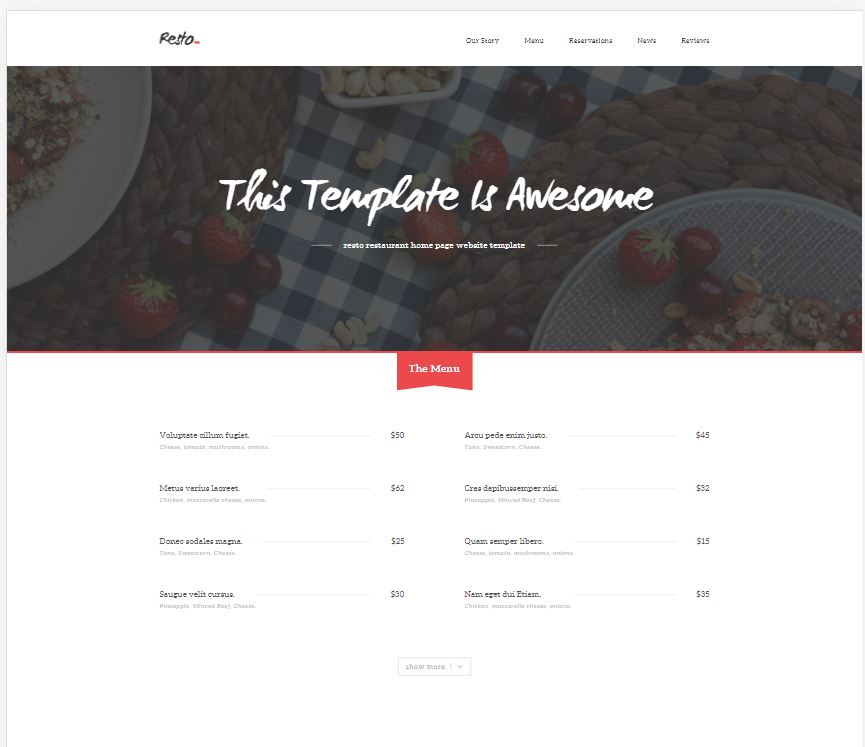 Resto
Our Story Menu Reservations News Reviews
This Template Is Awesome
resto restaurant home page website template
The Menu
Voluptate cillum fugiat. $50
Cheese, tomato, mushrooms, onions.
Arcu pede enim justo. $45
Tuna, Sweetcorn, Cheese.
Metus varius laoreet. $62
Chicken, mozzarella cheese, onions.
Cras dapibussemper nisi. $32
Pineapple, Minced Beef, Cheese.
Donec sodales magna. $25
Tuna, Sweetcorn, Cheese.
Quam semper libero. $15
Cheese, tomato, mushrooms, onions.
Saugue velit cursus. $30
Pineapple, Minced Beef, Cheese.
Nam eget dui Etiam. $35
Chicken, mozzarella cheese, onions.
show more